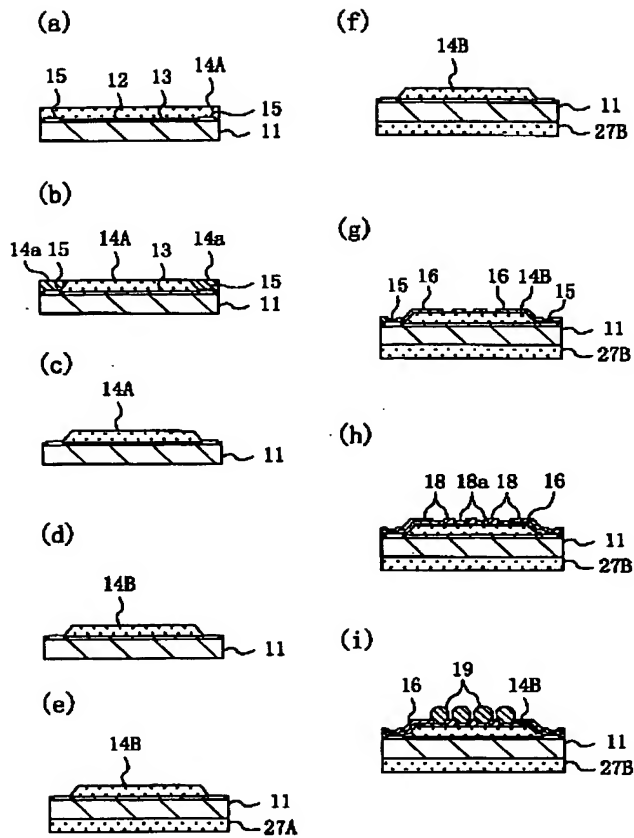 (a)
15 12 13 14A
15
11
(b)
14a 15 14A 13 14a
15
11
(c)
14A
11
(d)
14B
11
(e)
14B
11
27A
(f)
14B
11
27B
(g)
15 16 16 14B 15
11
27B
(h)
18 18a 18 16
11
27B
(i)
16 19 14B
11
27B